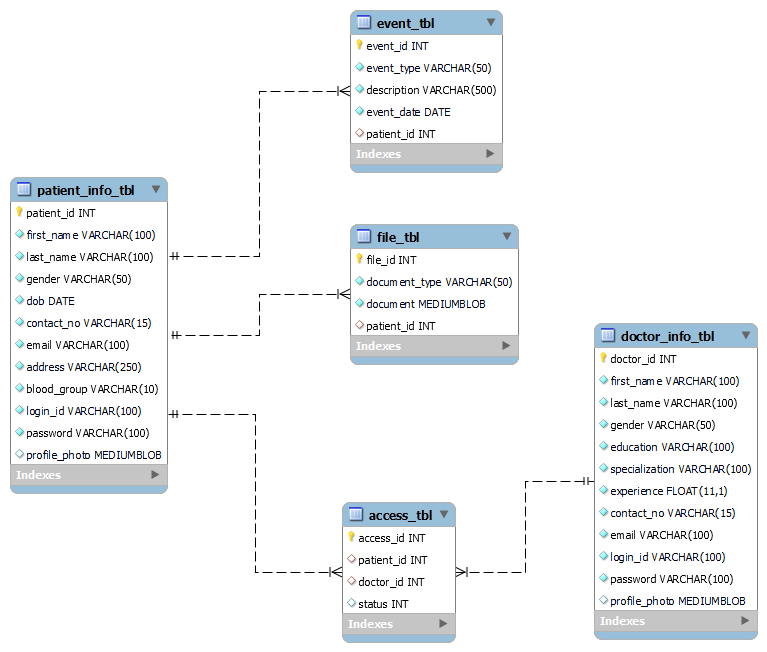 event_tbl
event_id INT
event_type VARCHAR(50)
description VARCHAR(500)
event_date DATE
patient_id INT
Indexes
patient_info_tbl
patient_id INT
first_name VARCHAR(100)
last_name VARCHAR(100)
gender VARCHAR(50)
dob DATE
contact_no VARCHAR(15)
email VARCHAR(100)
address VARCHAR(250)
blood_group VARCHAR(10)
login_id VARCHAR(100)
password VARCHAR(100)
profile_photo MEDIUMBLOB
Indexes
file_tbl
file_id INT
document_type VARCHAR(50)
document MEDIUMBLOB
patient_id INT
Indexes
doctor_info_tbl
doctor_id INT
first_name VARCHAR(100)
last_name VARCHAR(100)
gender VARCHAR(50)
education VARCHAR(100)
specialization VARCHAR(100)
experience FLOAT(11,1)
contact_no VARCHAR(15)
email VARCHAR(100)
login_id VARCHAR(100)
password VARCHAR(100)
profile_photo MEDIUMBLOB
Indexes
access_tbl
access_id INT
patient_id INT
doctor_id INT
status INT
Indexes